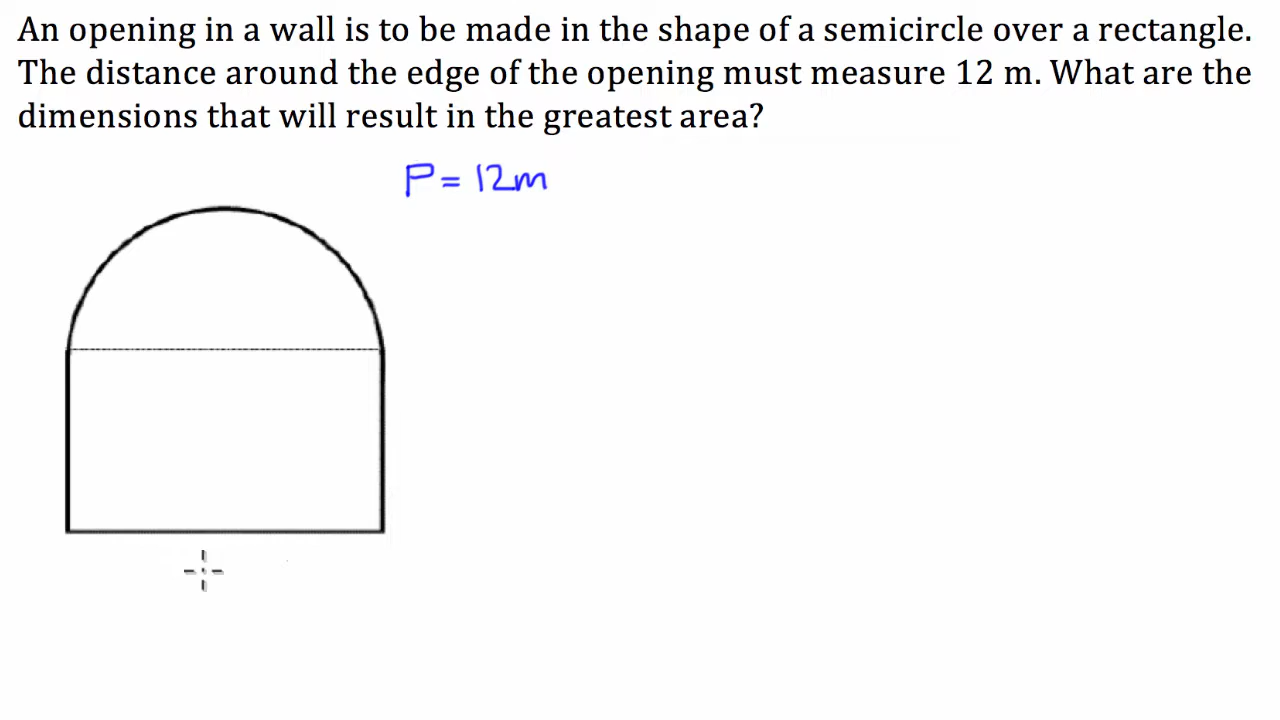 An opening in a wall is to be made in the shape of a semicircle over a rectangle.
The distance around the edge of the opening must measure 12 m. What are the
dimensions that will result in the greatest area?
P = 12m